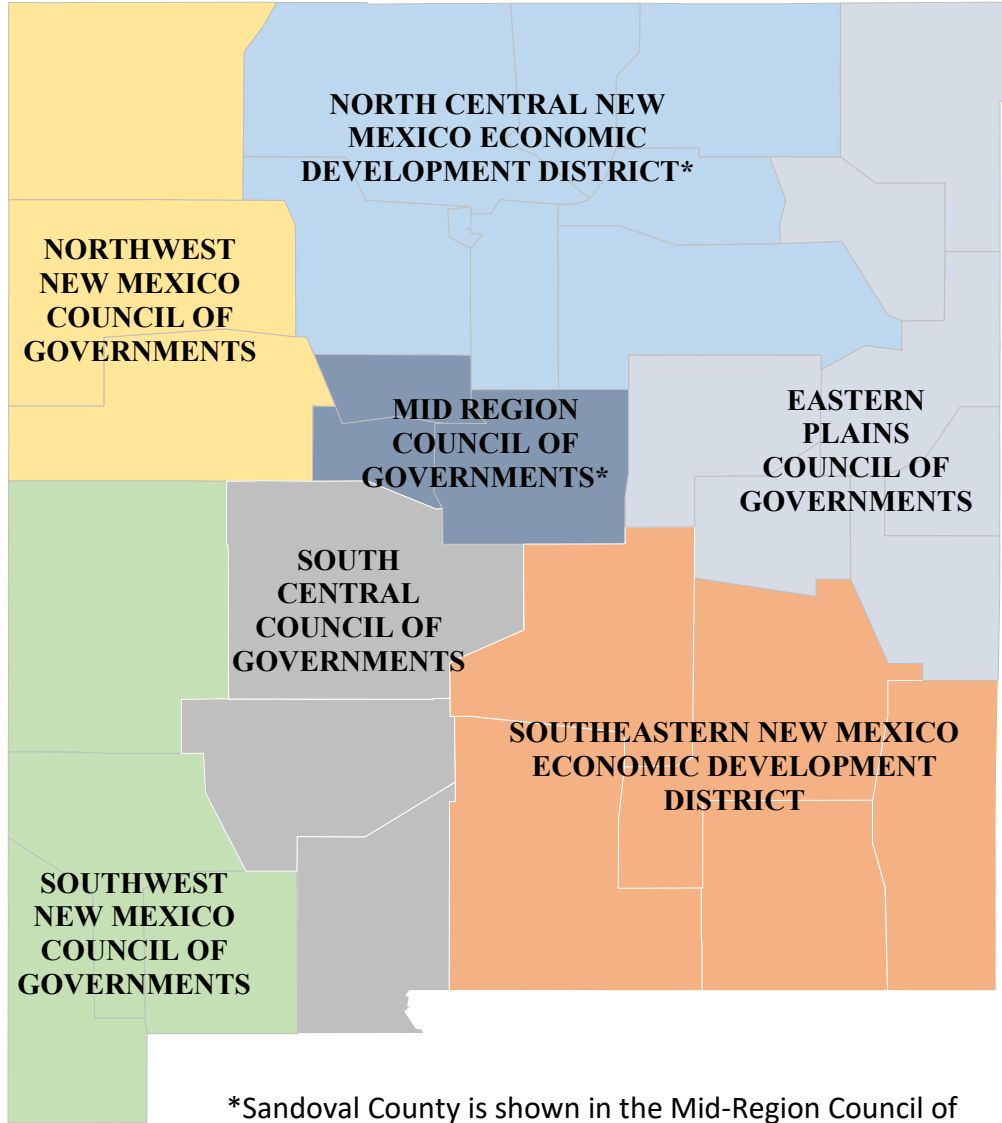 NORTH CENTRAL NEW
MEXICO ECONOMIC
DEVELOPMENT DISTRICT*
NORTHWEST
NEW MEXICO
COUNCIL OF
GOVERNMENTS
MID REGION
COUNCIL OF
GOVERNMENTS*
EASTERN
PLAINS
COUNCIL OF
GOVERNMENTS
SOUTH
CENTRAL
COUNCIL OF
GOVERNMENTS
SOUTHEASTERN NEW MEXICO
ECONOMIC DEVELOPMENT
DISTRICT
SOUTHWEST
NEW MEXICO
COUNCIL OF
GOVERNMENTS
*Sandoval County is shown in the Mid-Region Council of